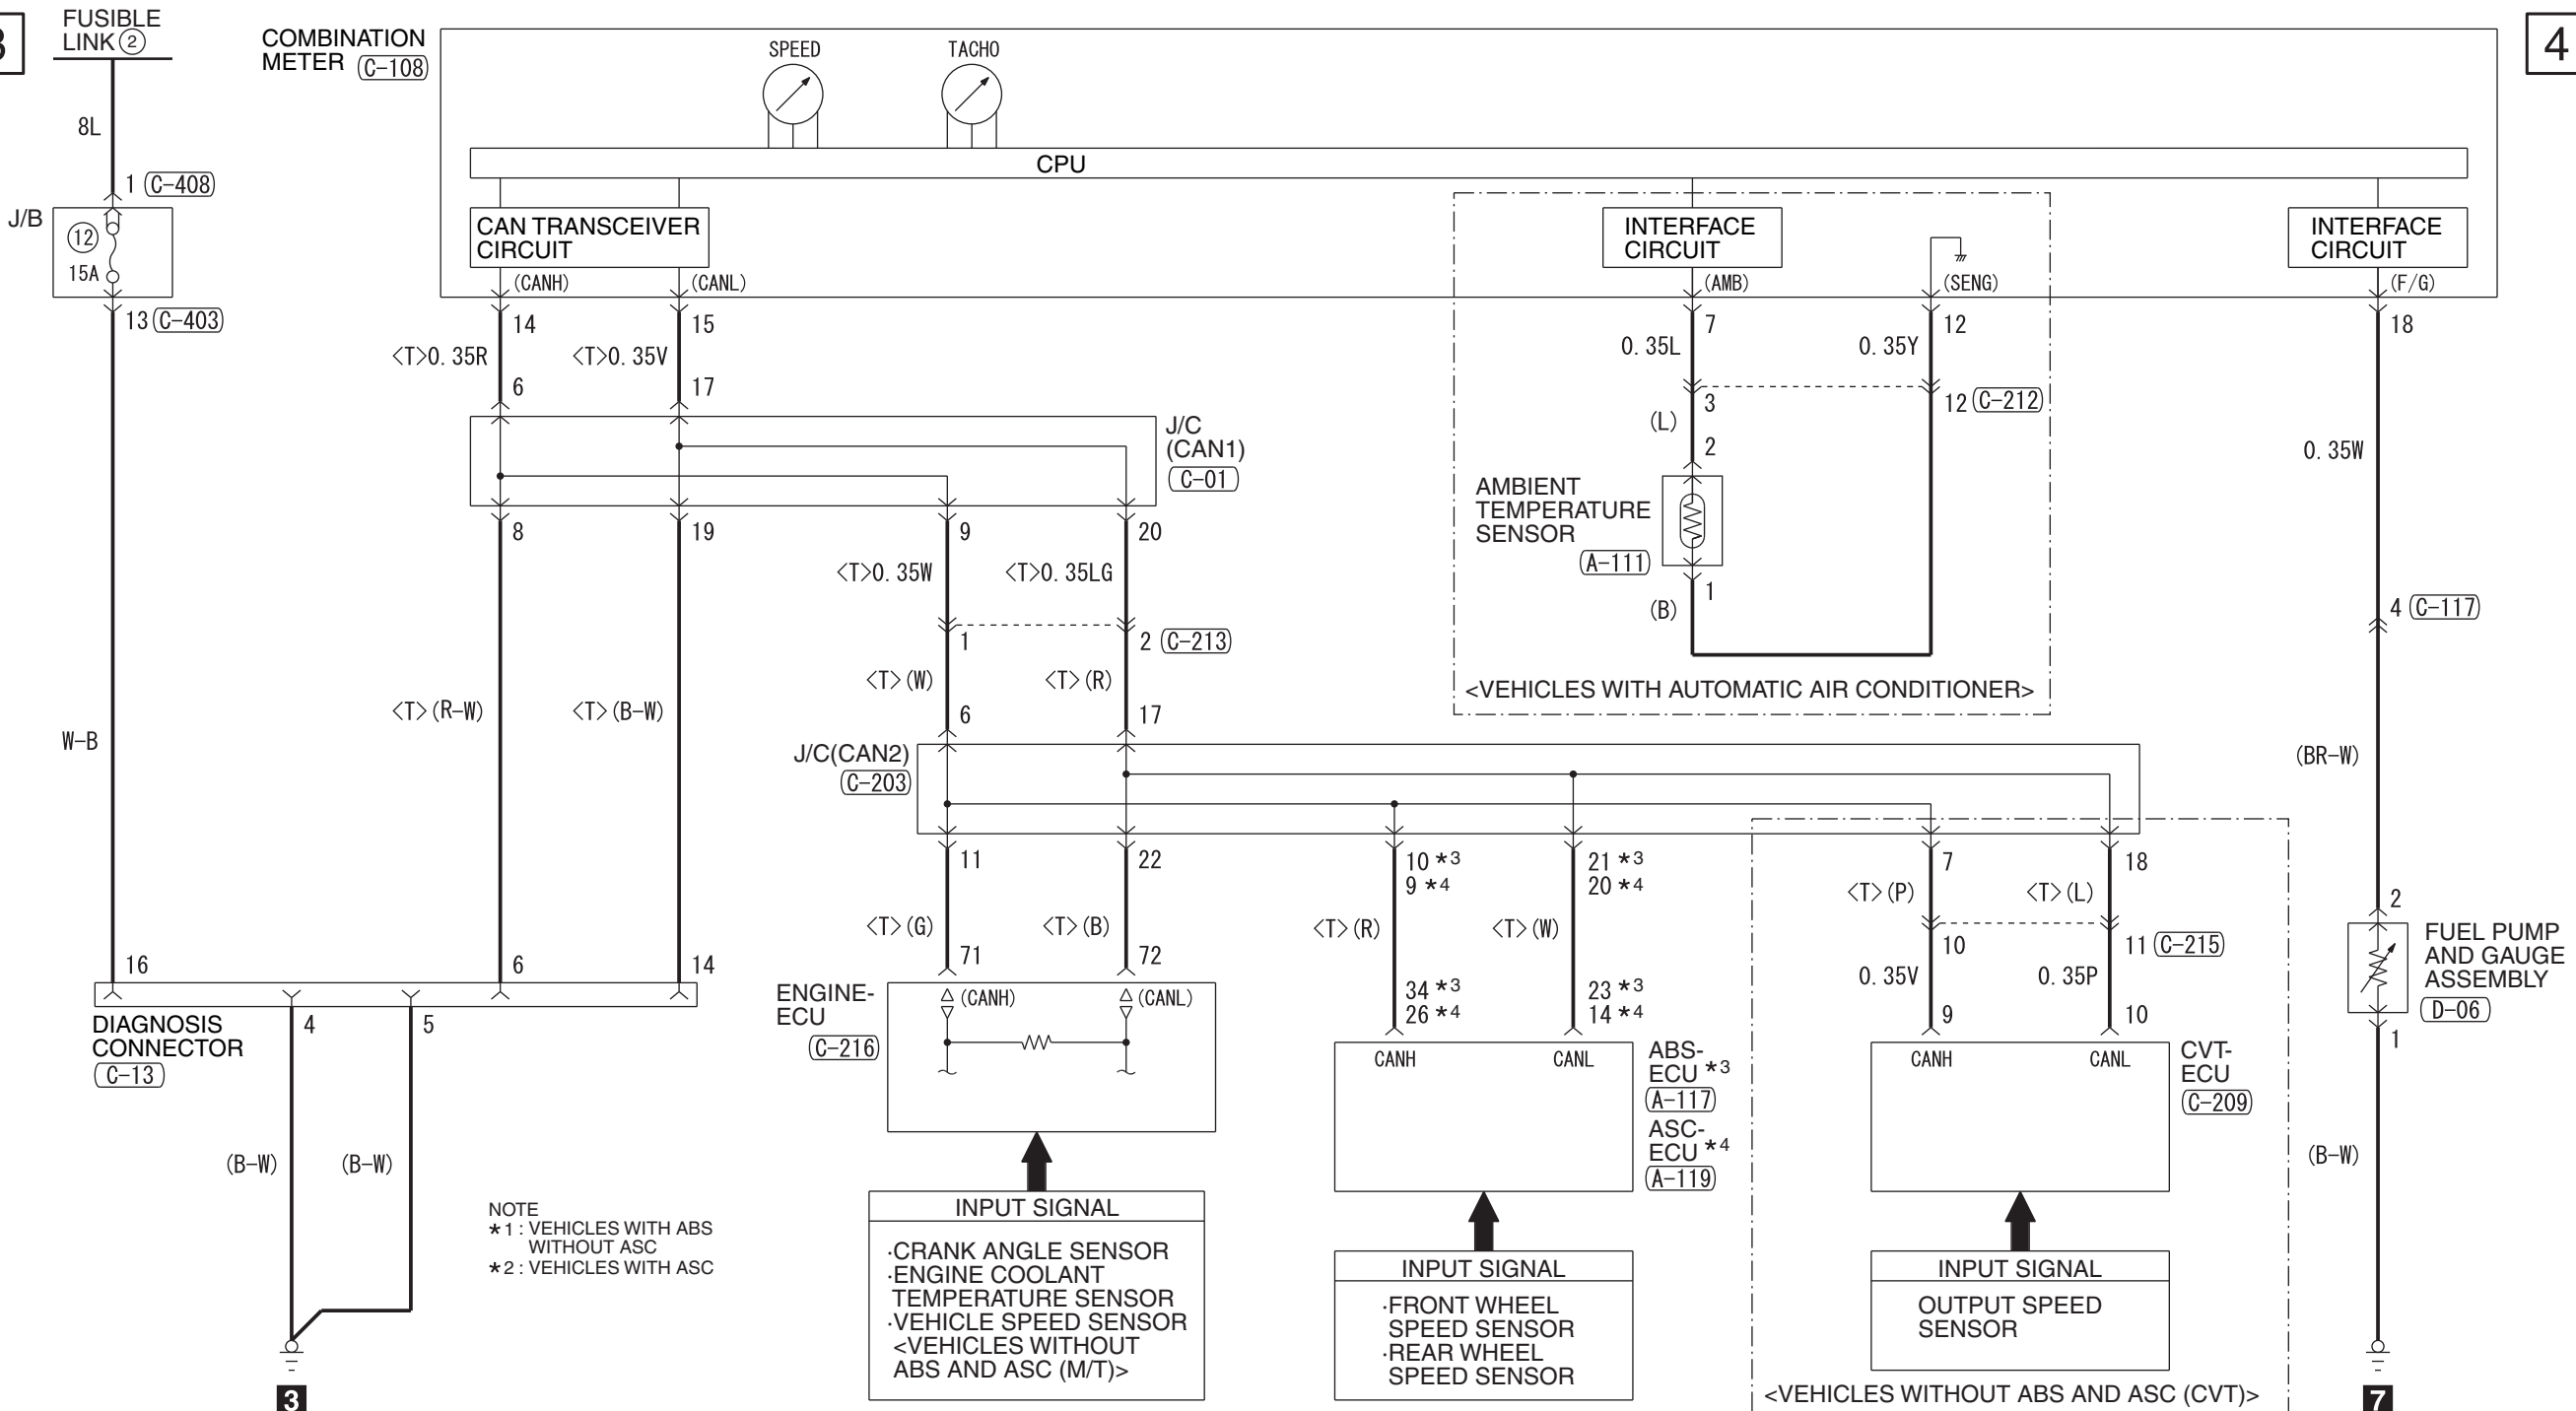 3
FUSIBLE
LINK 2
8L
1 C-408
J/B
12
15A
13 C-403
W-B
16
COMBINATION
METER C-108
SPEED
TACHO
CPU
CAN TRANSCEIVER
CIRCUIT
(CANH)
(CANL)
14
15
<T>0.35R
<T>0.35V
6
17
J/C
(CAN1)
C-01
8
19
9
20
<T>0.35W
<T>0.35LG
1
2 C-213
<T>(R-W)
<T>(B-W)
<T>(W)
<T>(R)
6
17
6
14
4
5
DIAGNOSIS
CONNECTOR
C-13
(B-W)
(B-W)
3
NOTE
*1 : VEHICLES WITH ABS
WITHOUT ASC
*2 : VEHICLES WITH ASC
INTERFACE
CIRCUIT
(AMB)
(SENG)
7
12
0.35L
0.35Y
3
12 C-212
(L)
2
AMBIENT
TEMPERATURE
SENSOR
A-111
1
(B)
<VEHICLES WITH AUTOMATIC AIR CONDITIONER>
J/C(CAN2)
C-203
11
22
<T>(G)
<T>(B)
71
72
ENGINE-
ECU
C-216
(CANH)
(CANL)
INPUT SIGNAL
·CRANK ANGLE SENSOR
·ENGINE COOLANT
TEMPERATURE SENSOR
·VEHICLE SPEED SENSOR
<VEHICLES WITHOUT
ABS AND ASC (M/T)>
10 *3
9 *4
21 *3
20 *4
<T>(R)
<T>(W)
34 *3
26 *4
23 *3
14 *4
CANH
CANL
ABS-
ECU *3
A-117
ASC-
ECU *4
A-119
INPUT SIGNAL
·FRONT WHEEL
SPEED SENSOR
·REAR WHEEL
SPEED SENSOR
7
18
<T>(P)
<T>(L)
10
11 C-215
0.35V
0.35P
9
10
CANH
CANL
CVT-
ECU
C-209
INPUT SIGNAL
OUTPUT SPEED
SENSOR
<VEHICLES WITHOUT ABS AND ASC (CVT)>
4
INTERFACE
CIRCUIT
(F/G)
18
0.35W
4 C-117
(BR-W)
2
FUEL PUMP
AND GAUGE
ASSEMBLY
D-06
1
(B-W)
7